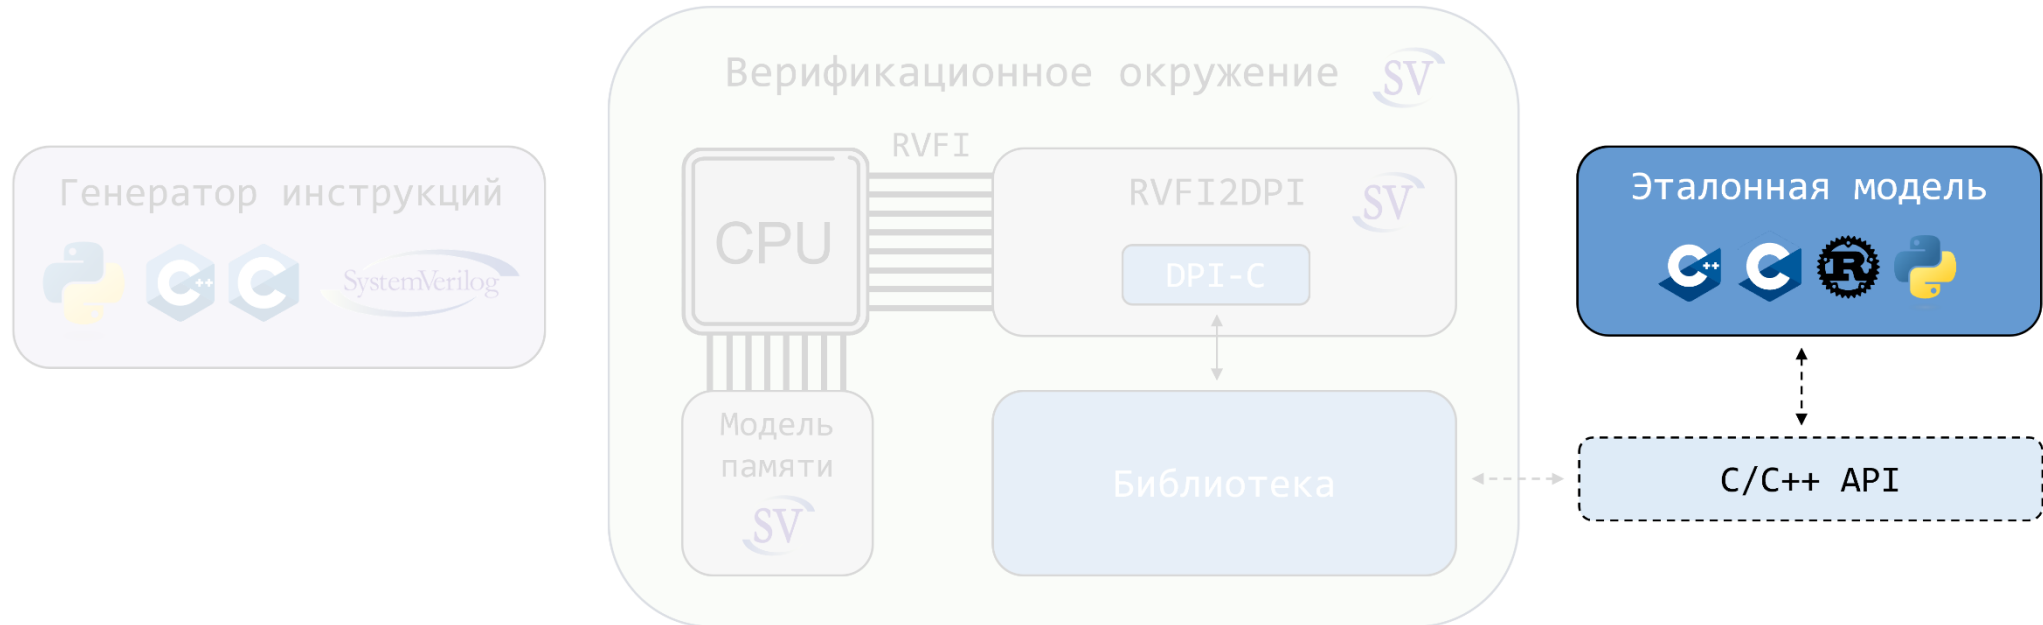 Верификационное окружение
SV
Генератор инструкций
C++
C
SystemVerilog
RVFI
CPU
RVFI2DPI
SV
DPI-C
Модель
памяти
SV
Библиотека
Эталонная модель
C++
C
R
C/C++ API